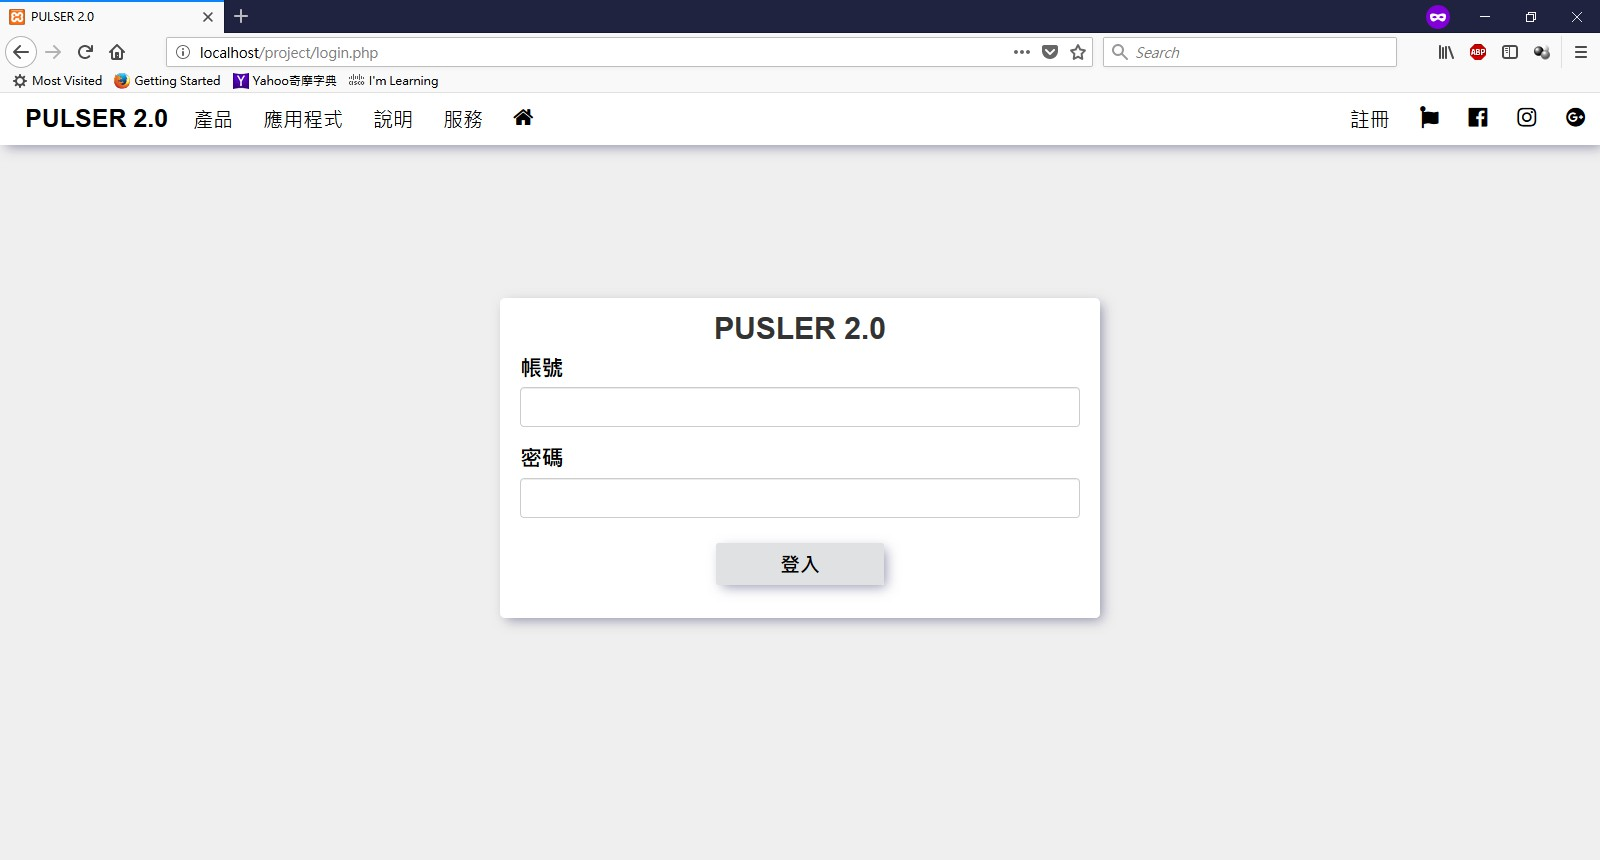 PULSER 2.0
localhost/project/login.php
Search
ABP
Most Visited Getting Started Y Yahoo奇摩字典 I'm Learning
PULSER 2.0 產品 應用程式 說明 服務 註冊
PUSLER 2.0
帳號
密碼
登入